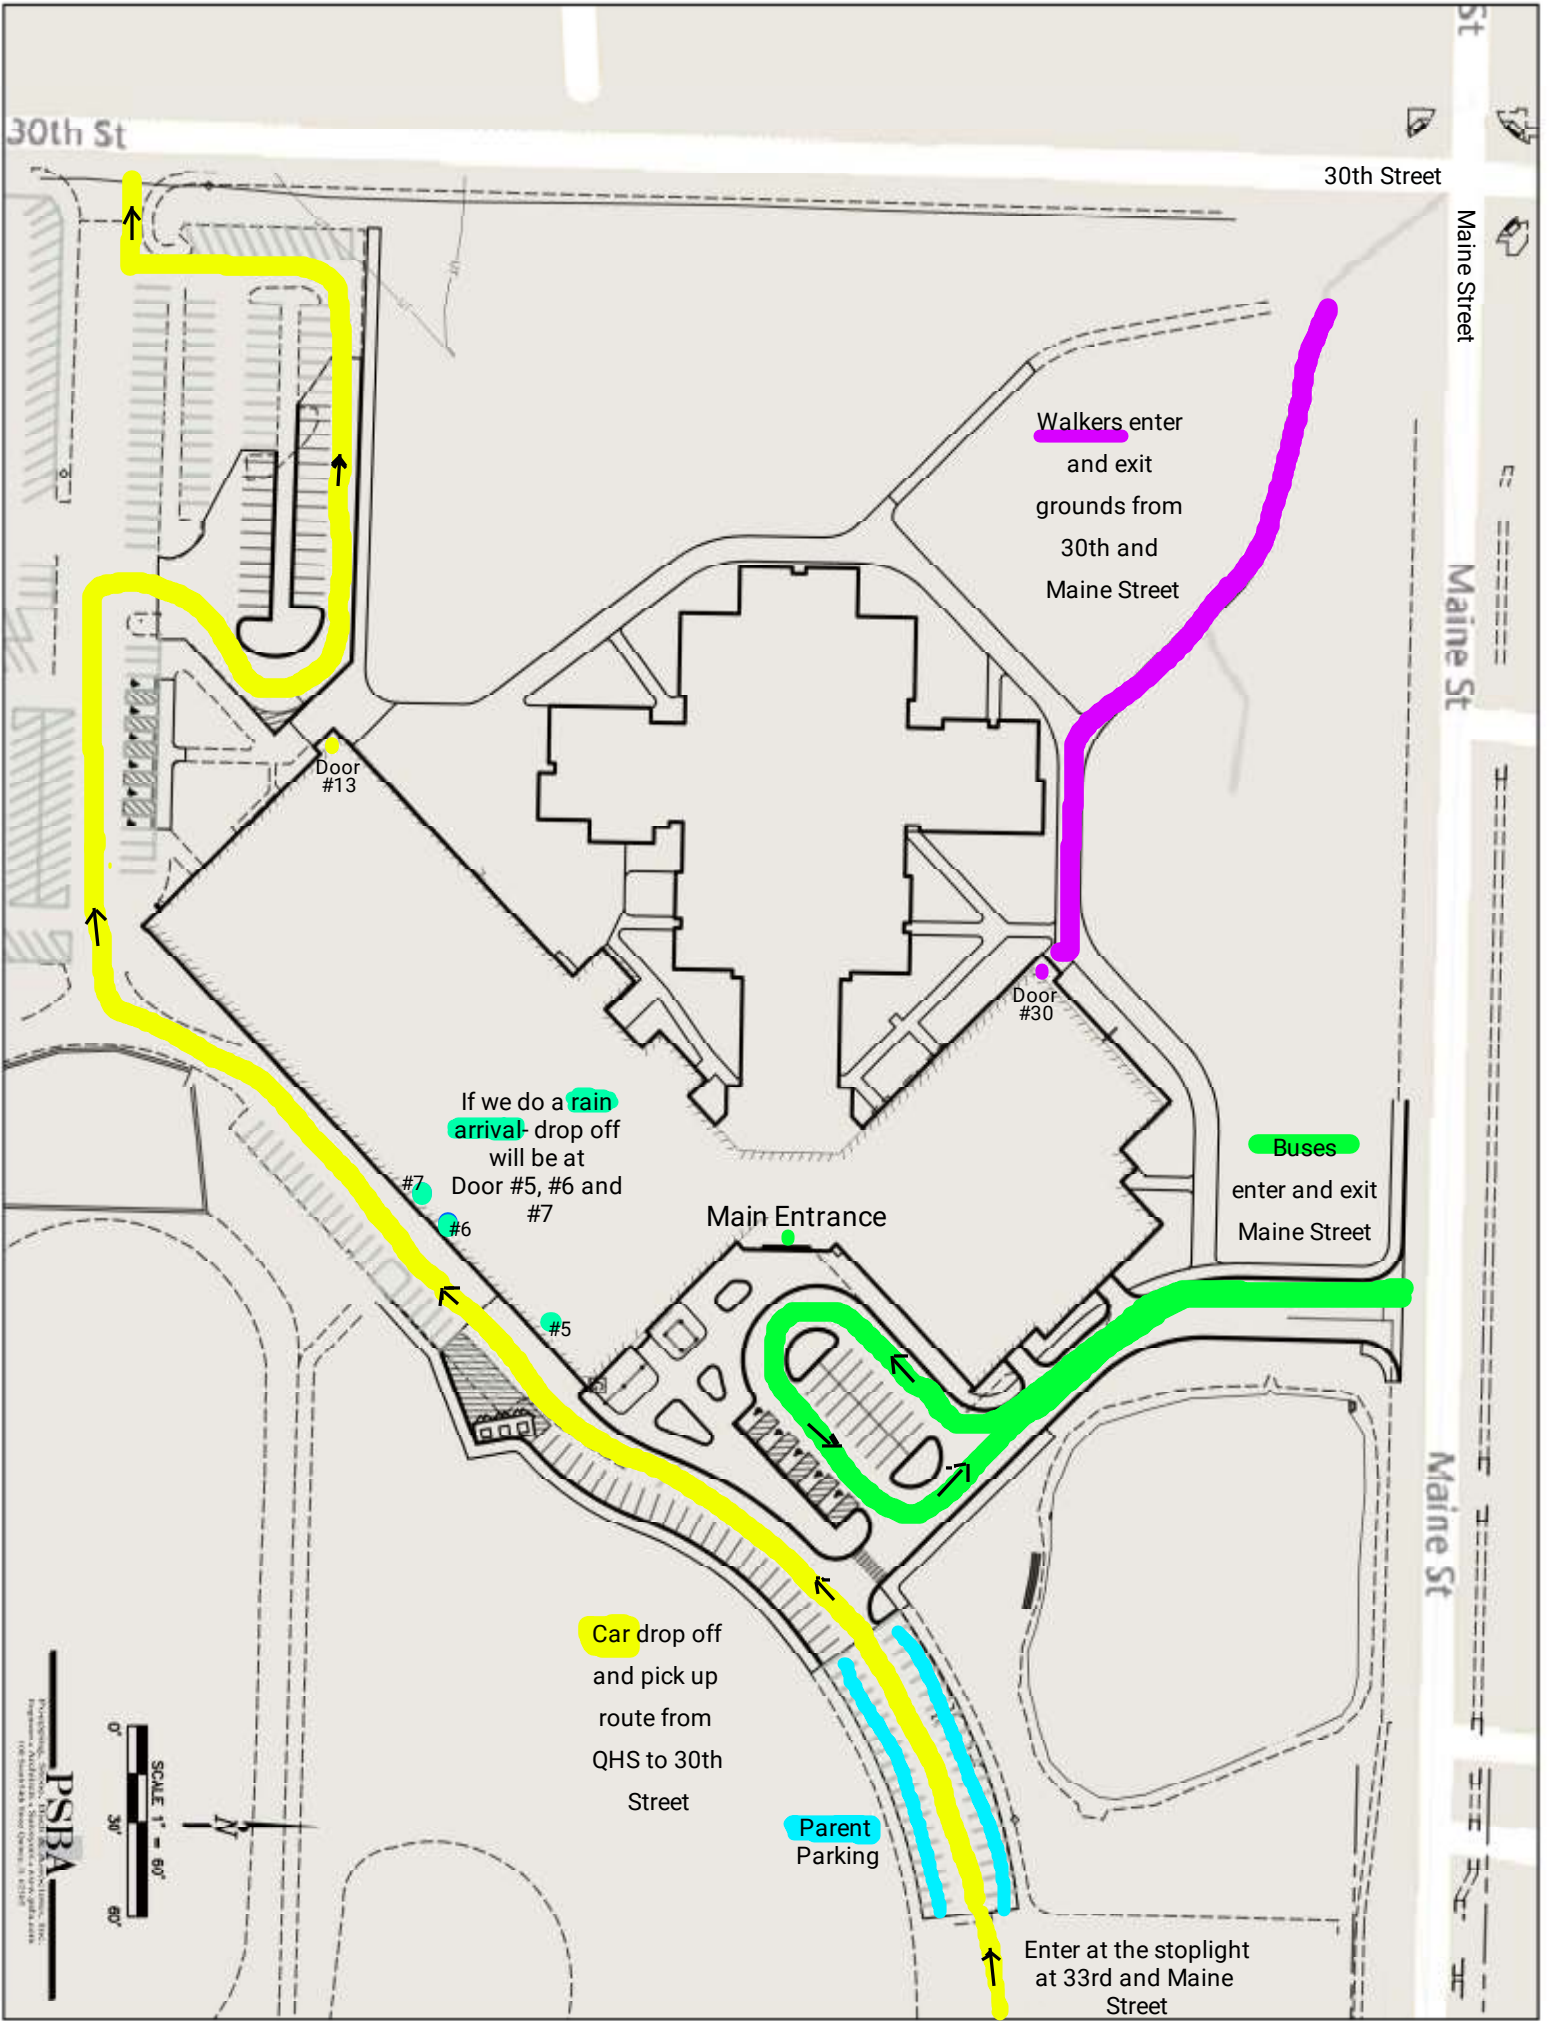 St
30th St
30th Street
Maine Street
Walkers enter
and exit
grounds from
30th and
Maine Street
Maine St
Door
#13
Door
#30
If we do a rain
arrival- drop off
will be at
Door #5, #6 and
#7
#7
#6
#5
Main Entrance
Buses
enter and exit
Maine Street
Maine St
Car drop off
and pick up
route from
QHS to 30th
Street
Parent
Parking
Enter at the stoplight
at 33rd and Maine
Street
SCALE 1" = 60'
0' 30' 60'
N
PSBA